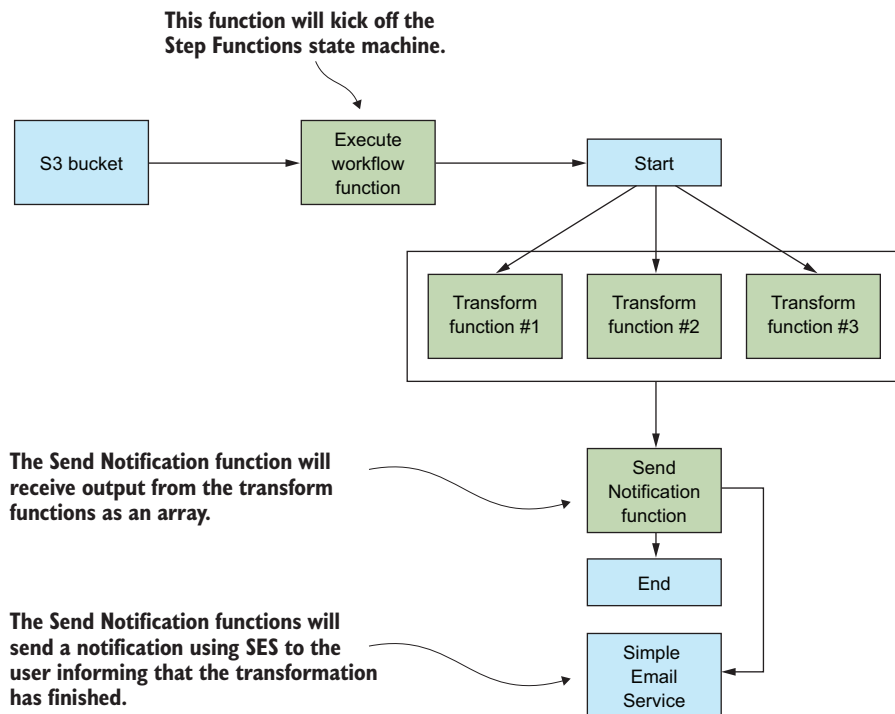 This function will kick off the
Step Functions state machine.
S3 bucket
Execute
workflow
function
Start
Transform
function #1
Transform
function #2
Transform
function #3
The Send Notification function will
receive output from the transform
functions as an array.
Send
Notification
function
End
The Send Notification functions will
send a notification using SES to the
user informing that the transformation
has finished.
Simple
Email
Service